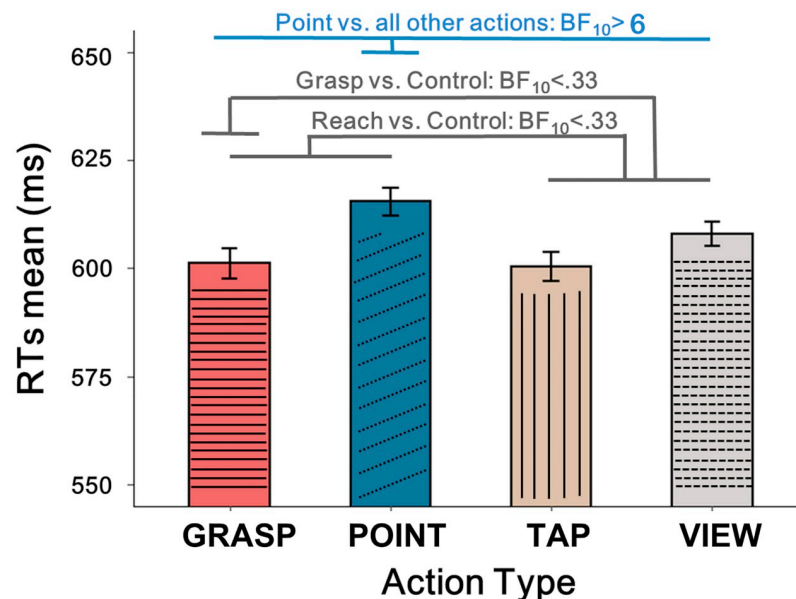 Point vs. all other actions: BF₁₀> 6
650
Grasp vs. Control: BF₁₀<.33
Reach vs. Control: BF₁₀<.33
625
600
575
550
RTs mean (ms)
GRASP POINT TAP VIEW
Action Type